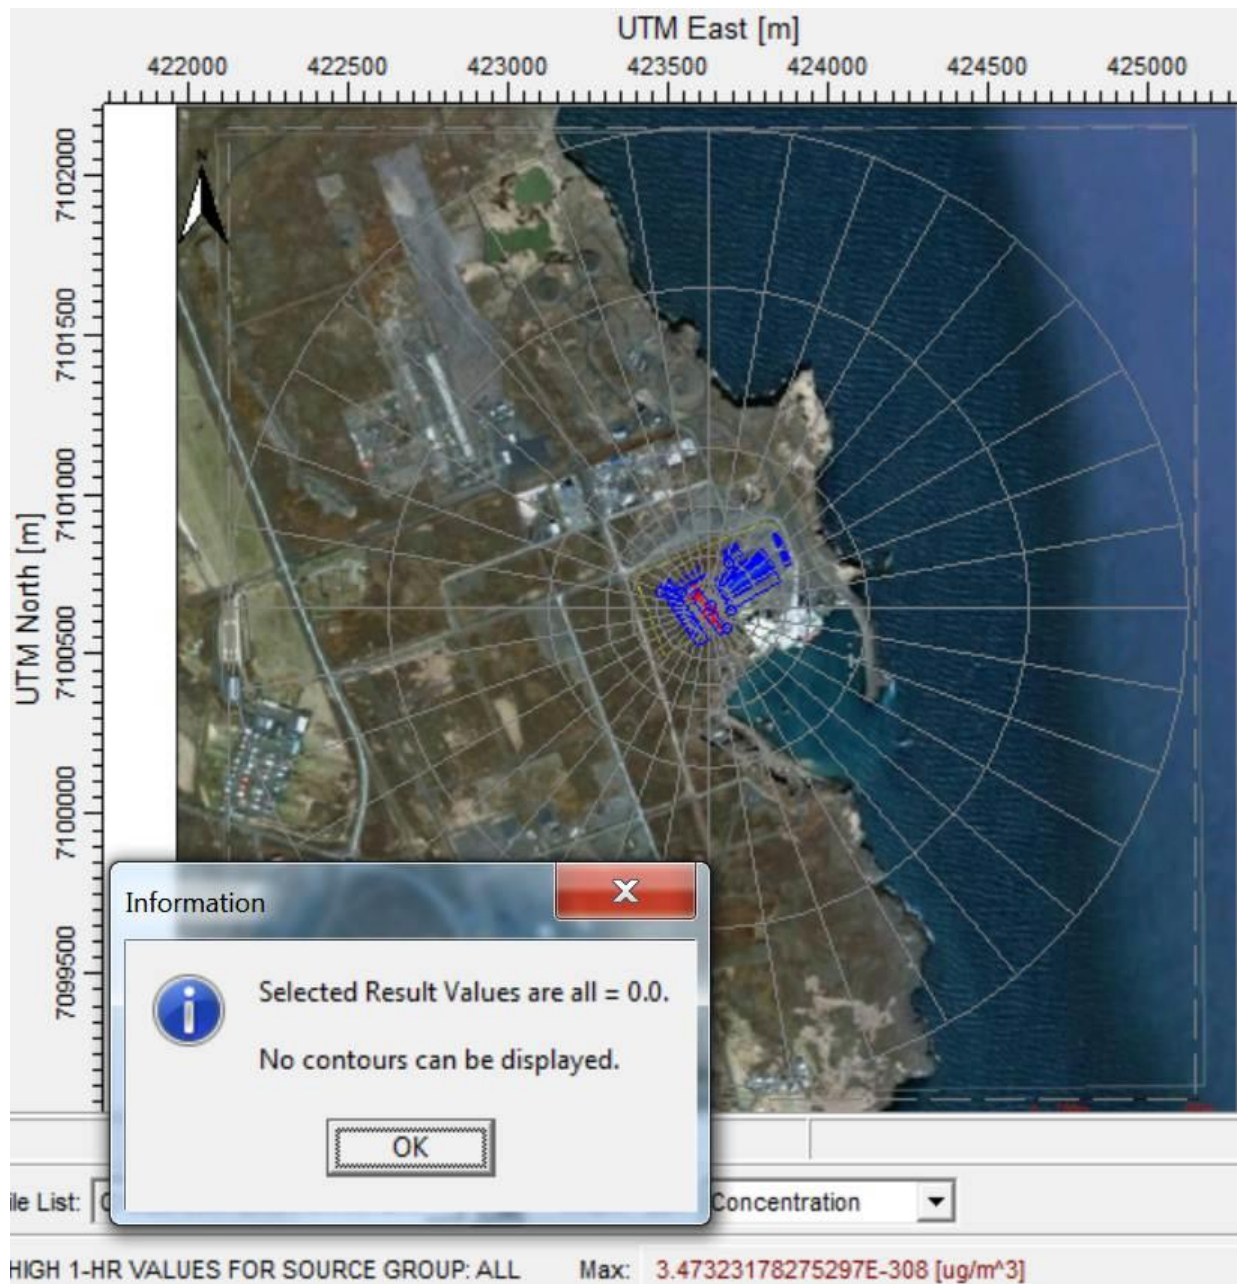 UTM East [m]
422000 422500 423000 423500 424000 424500 425000
N
UTM North [m]
7102000
7101500
7101000
7100500
7100000
7099500
Information
X
i
Selected Result Values are all = 0.0.
No contours can be displayed.
OK
ile List:
Concentration
HIGH 1-HR VALUES FOR SOURCE GROUP: ALL Max: 3.47323178275297E-308 [ug/m^3]